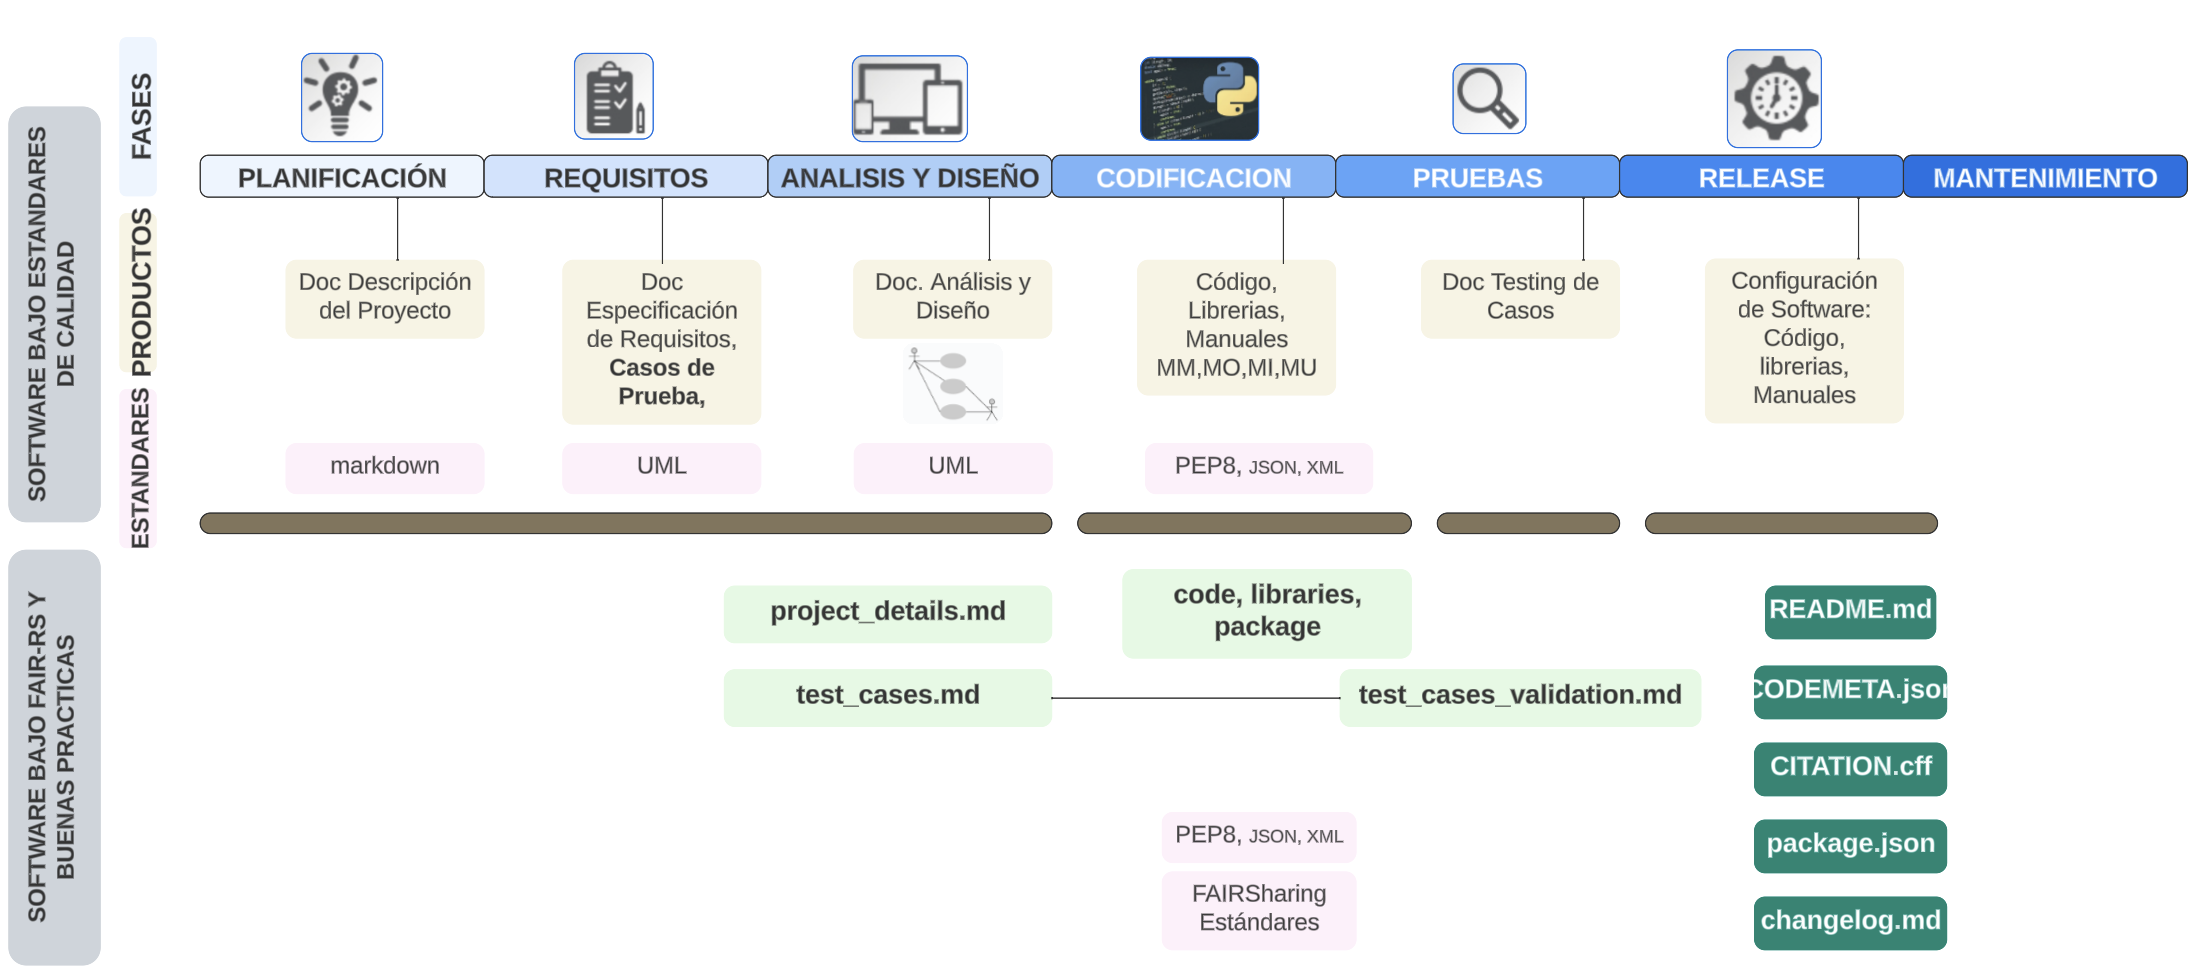 SOFTWARE BAJO ESTANDARES
DE CALIDAD
FASES
PLANIFICACIÓN
REQUISITOS
ANALISIS Y DISEÑO
CODIFICACION
PRUEBAS
RELEASE
MANTENIMIENTO
PRODUCTOS
Doc Descripción
del Proyecto
Doc
Especificación
de Requisitos,
Casos de
Prueba,
Doc. Análisis y
Diseño
Código,
Librerias,
Manuales
MM,MO,MI,MU
Doc Testing de
Casos
Configuración
de Software:
Código,
librerias,
Manuales
ESTANDARES
markdown
UML
UML
PEP8, JSON, XML
SOFTWARE BAJO FAIR-RS Y
BUENAS PRACTICAS
project_details.md
code, libraries,
package
README.md
test_cases.md
test_cases_validation.md
CODEMETA.json
CITATION.cff
PEP8, JSON, XML
package.json
FAIRSharing
Estándares
changelog.md